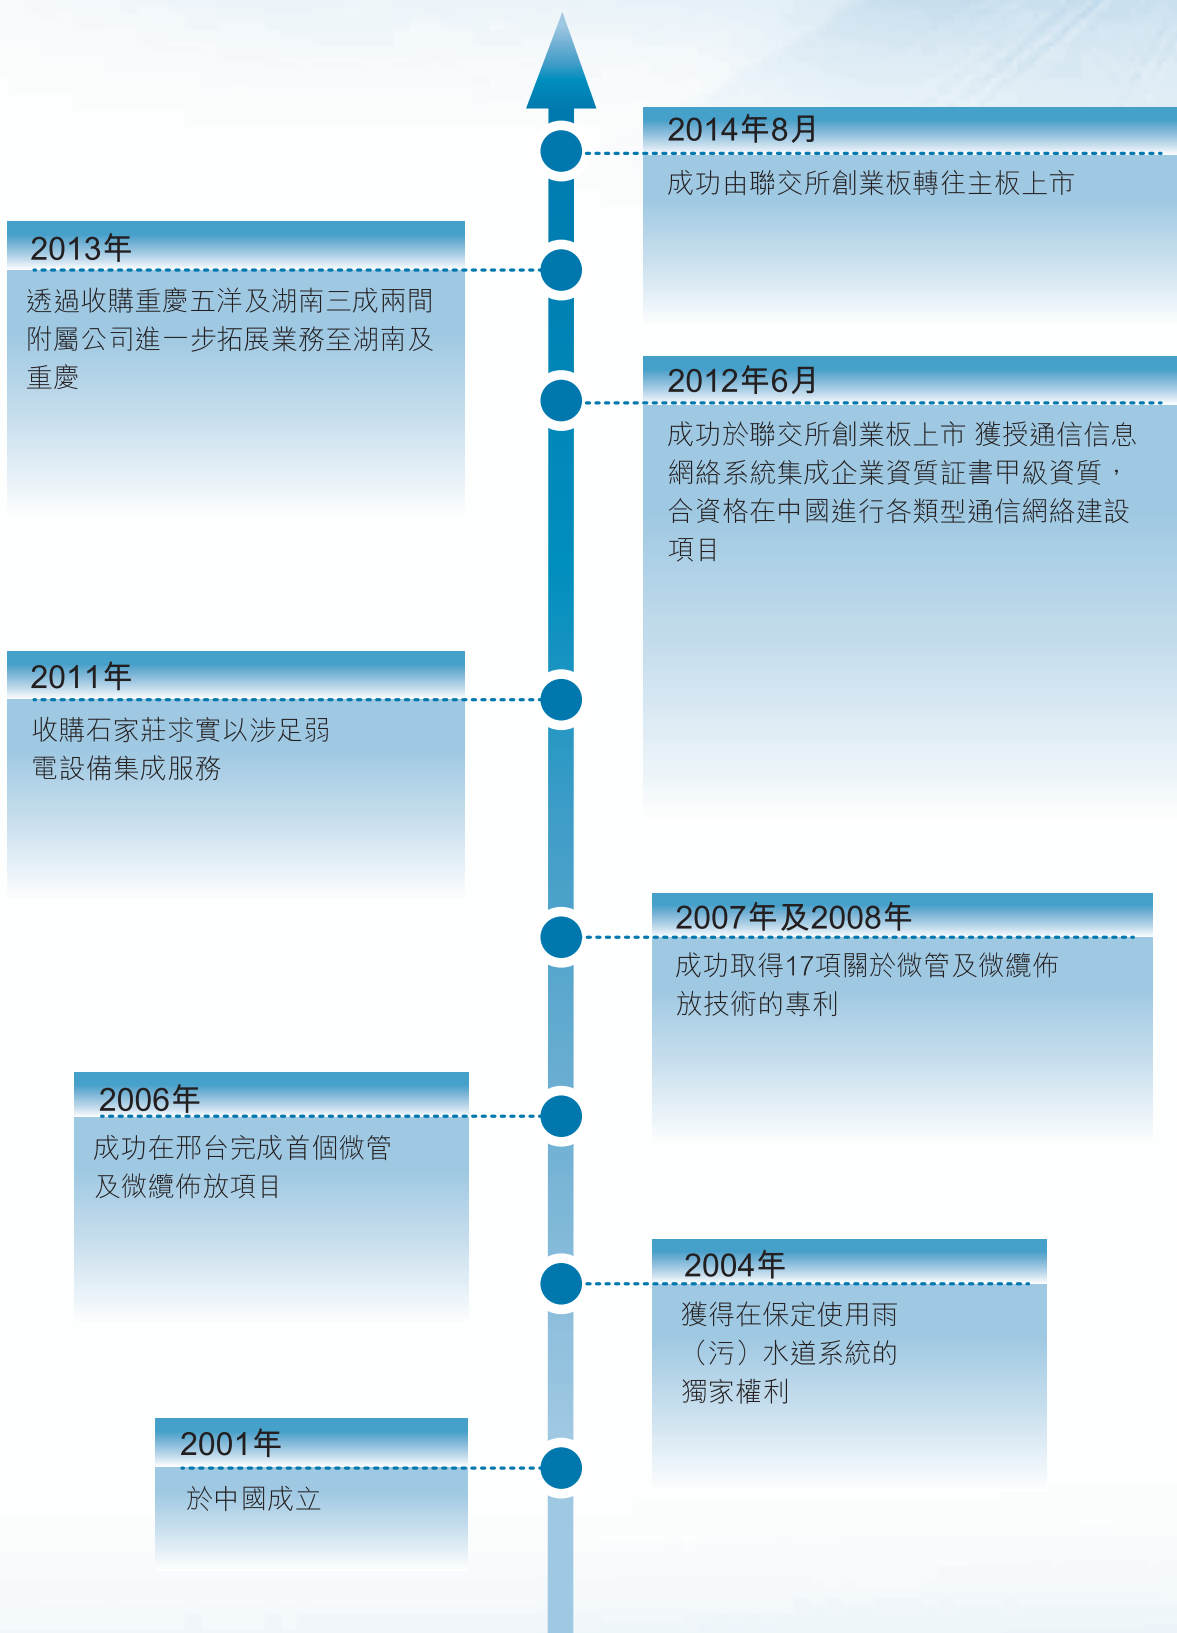 2014年8月
成功由聯交所創業板轉往主板上市
2013年
透過收購重慶五洋及湖南三成兩間
附屬公司進一步拓展業務至湖南及
重慶
2012年6月
成功於聯交所創業板上市 獲授通信信息
網絡系統集成企業資質証書甲級資質，
合資格在中國進行各類型通信網絡建設
項目
2011年
收購石家莊求實以涉足弱
電設備集成服務
2007年及2008年
成功取得17項關於微管及微纜佈
放技術的專利
2006年
成功在邢台完成首個微管
及微纜佈放項目
2004年
獲得在保定使用雨
（污）水道系統的
獨家權利
2001年
於中國成立